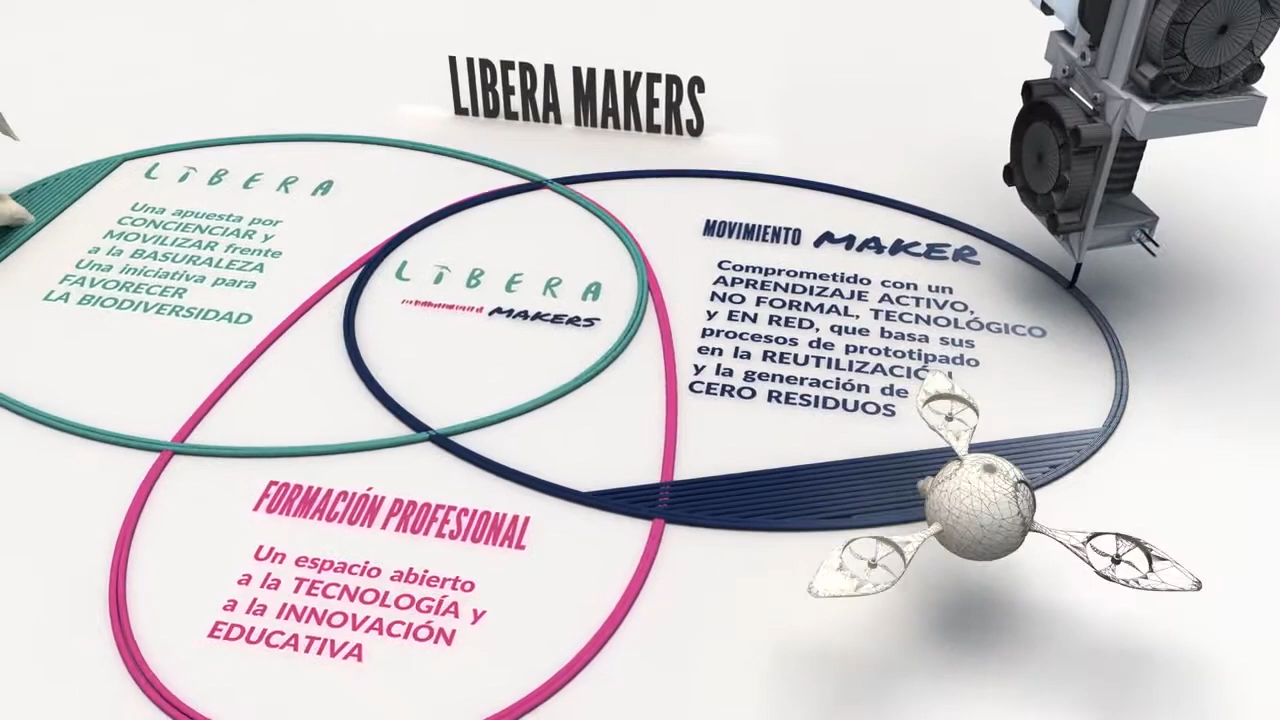 LIBERA MAKERS
LIBERA
Una apuesta por
CONCIENCIAR y
MOVILIZAR frente
a la BASURALEZA
Una iniciativa para
FAVORECER
LA BIODIVERSIDAD
LIBERA
MAKERS
MOVIMIENTO MAKER
Comprometido con un
APRENDIZAJE ACTIVO,
NO FORMAL, TECNOLÓGICO
y EN RED, que basa sus
procesos de prototipado
en la REUTILIZACIÓN
y la generación de
CERO RESIDUOS
FORMACIÓN PROFESIONAL
Un espacio abierto
a la TECNOLOGÍA y
a la INNOVACIÓN
EDUCATIVA